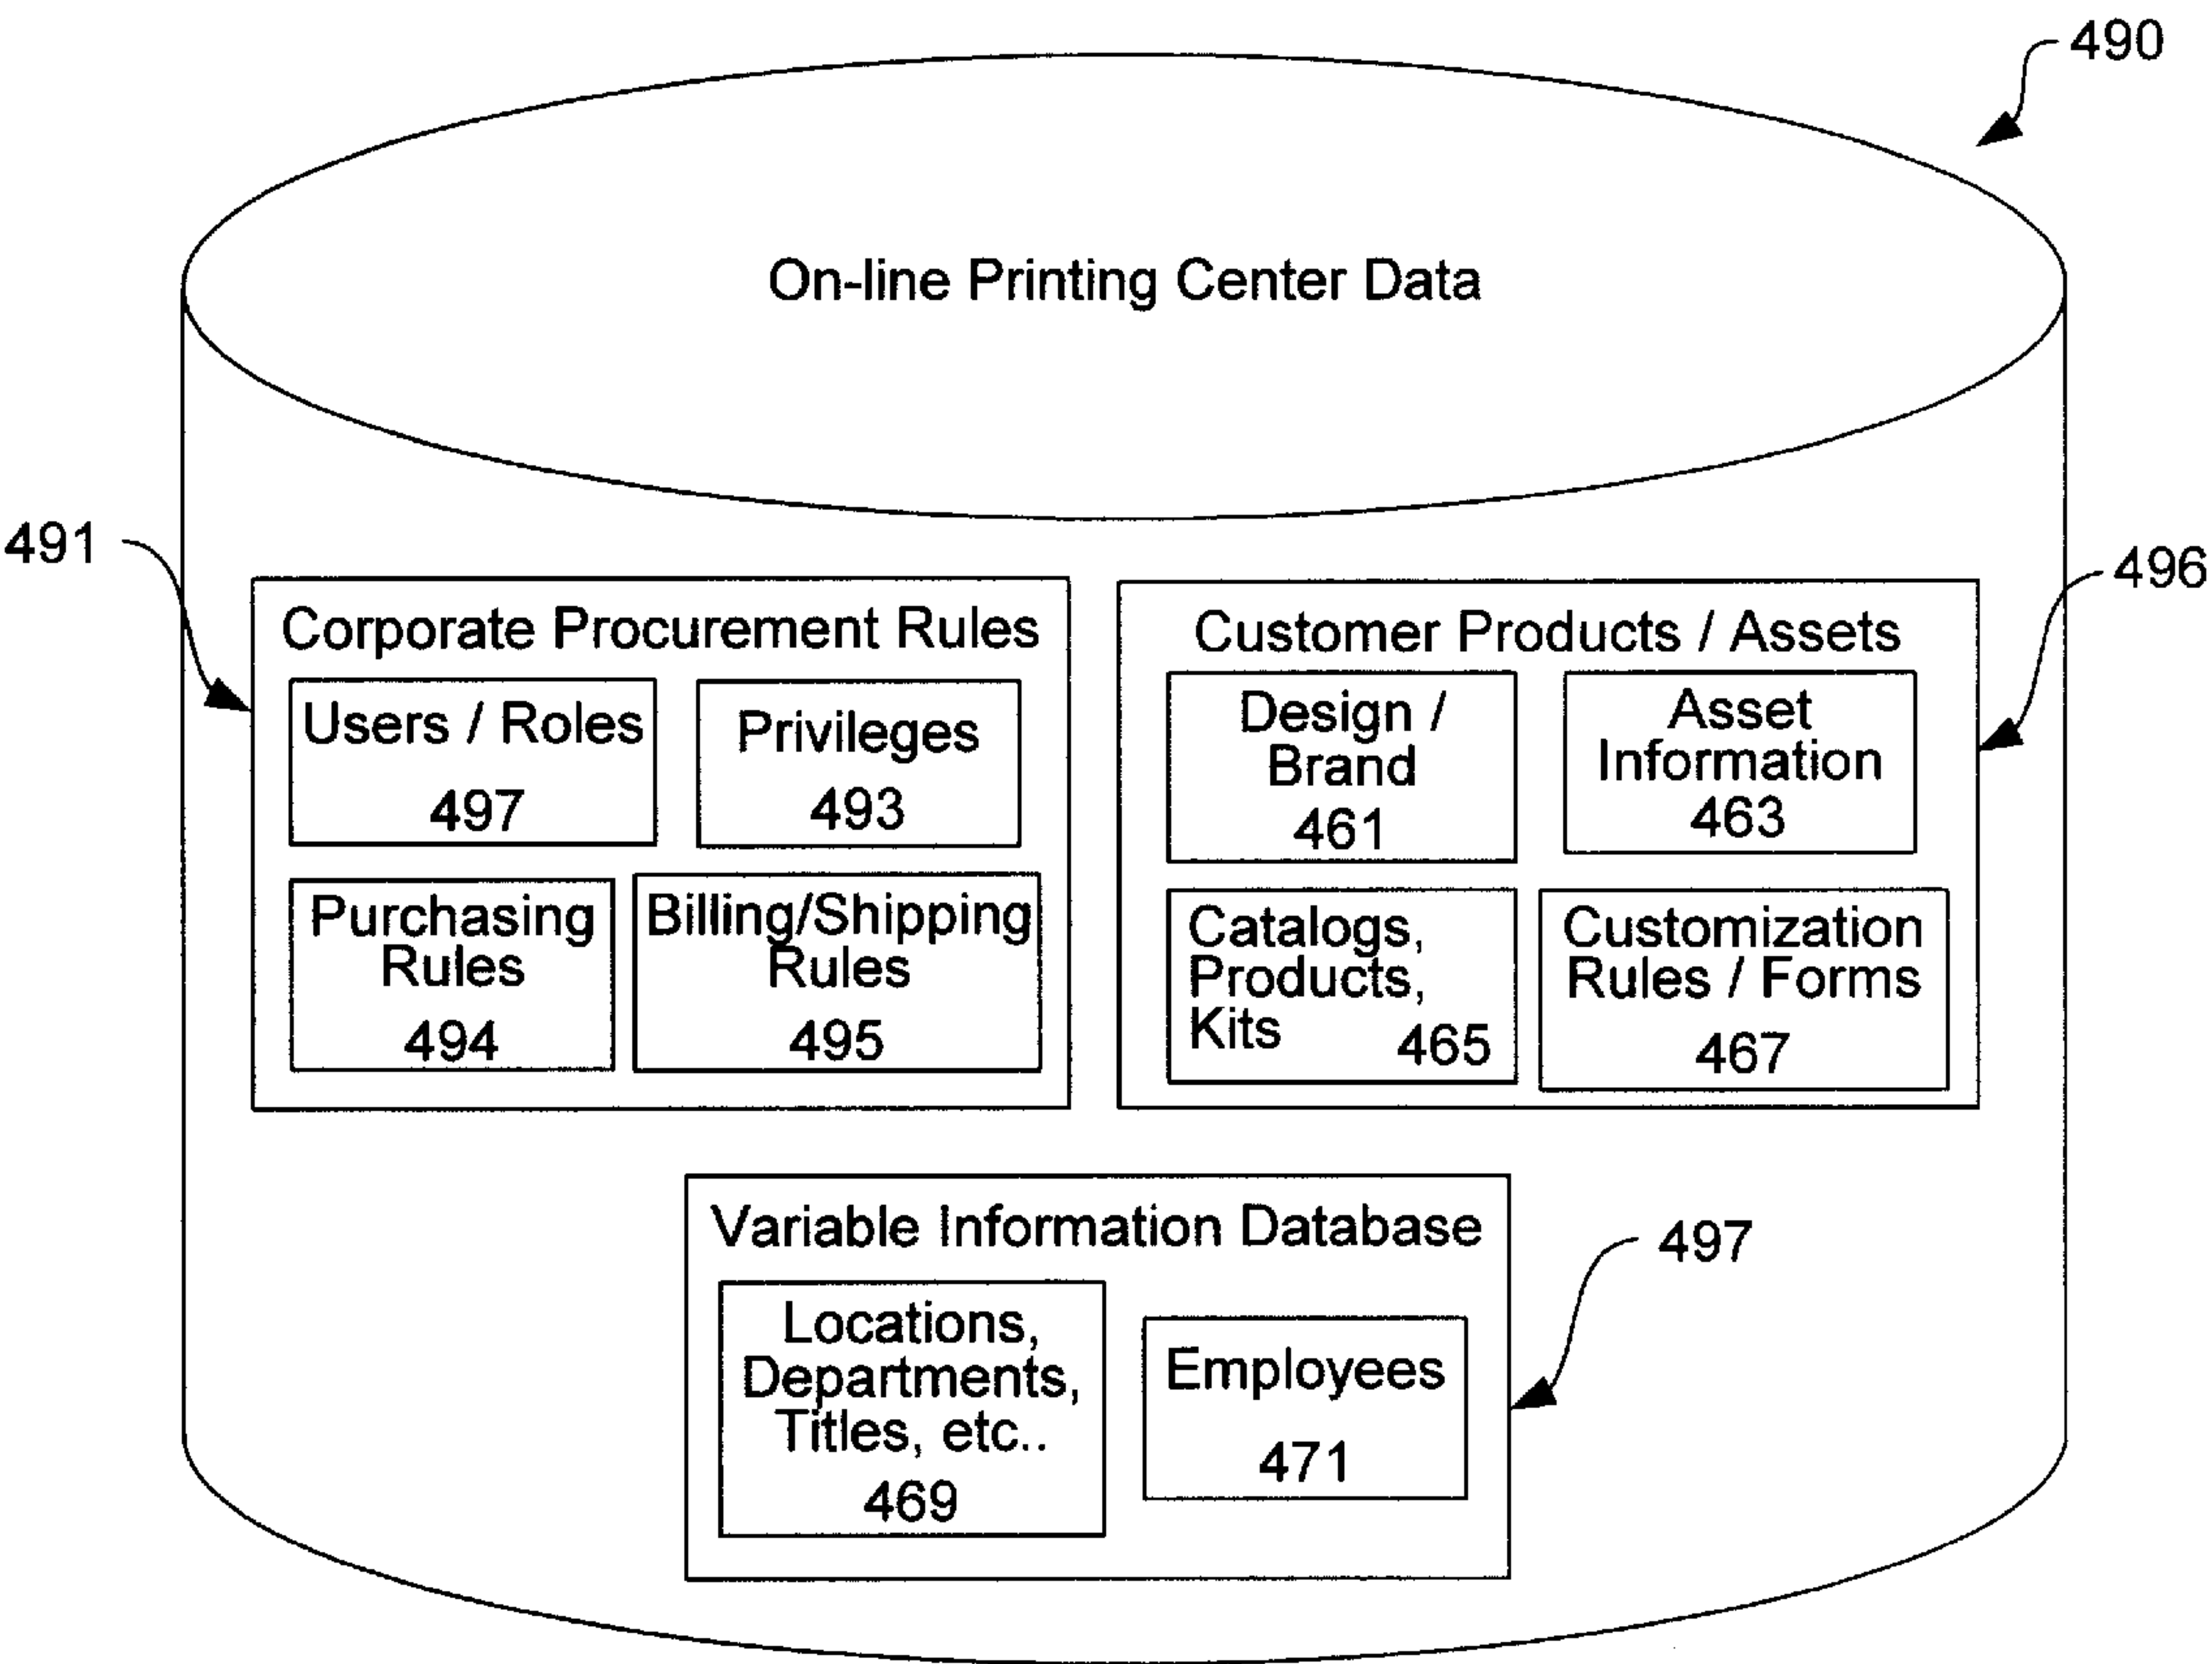 490
On-line Printing Center Data
491
496
Corporate Procurement Rules
Users / Roles
497
Privileges
493
Purchasing
Rules
494
Billing/Shipping
Rules
495
Customer Products / Assets
Design /
Brand
461
Asset
Information
463
Catalogs,
Products,
Kits
465
Customization
Rules / Forms
467
Variable Information Database
497
Locations,
Departments,
Titles, etc..
469
Employees
471